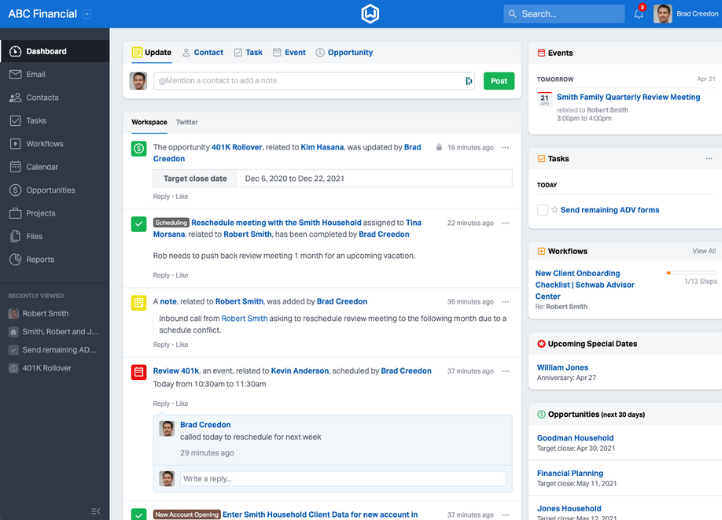 ABC Financial
Search...
3
Brad Creedon
Dashboard
Email
Contacts
Tasks
Workflows
Calendar
Opportunities
Projects
Files
Reports
RECENTLY VIEWED
Robert Smith
Smith, Robert and J...
Send remaining AD...
401K Rollover
Update
Contact
Task
Event
Opportunity
@Mention a contact to add a note
Post
Workspace
Twitter
The opportunity 401K Rollover, related to Kim Hasana, was updated by Brad
Creedon
16 minutes ago
Target close date
Dec 6, 2020 to Dec 22, 2021
Reply · Like
Scheduling Reschedule meeting with the Smith Household assigned to Tina
Morsana, related to Robert Smith, has been completed by Brad Creedon
22 minutes ago
Rob needs to push back review meeting 1 month for an upcoming vacation.
Reply · Like
A note, related to Robert Smith, was added by Brad Creedon
36 minutes ago
Inbound call from Robert Smith asking to reschedule review meeting to the following month due to a
schedule conflict.
Reply · Like
Review 401k, an event, related to Kevin Anderson, scheduled by Brad Creedon
37 minutes ago
Today from 10:30am to 11:30am
Reply · Like
Brad Creedon
called today to reschedule for next week
29 minutes ago
Write a reply...
New Account Opening Enter Smith Household Client Data for new account in
37 minutes ago
Events
TOMORROW
Apr 21
21
APR
Smith Family Quarterly Review Meeting
related to Robert Smith
3:00pm to 4:00pm
Tasks
TODAY
Send remaining ADV forms
Workflows
View All
New Client Onboarding
Checklist | Schwab Advisor
Center
1/13 Steps
Re: Robert Smith
Upcoming Special Dates
William Jones
Anniversary: Apr 27
Opportunities (next 30 days)
Goodman Household
Target close: Apr 30, 2021
Financial Planning
Target close: May 11, 2021
Jones Household
Target close: May 12, 2021